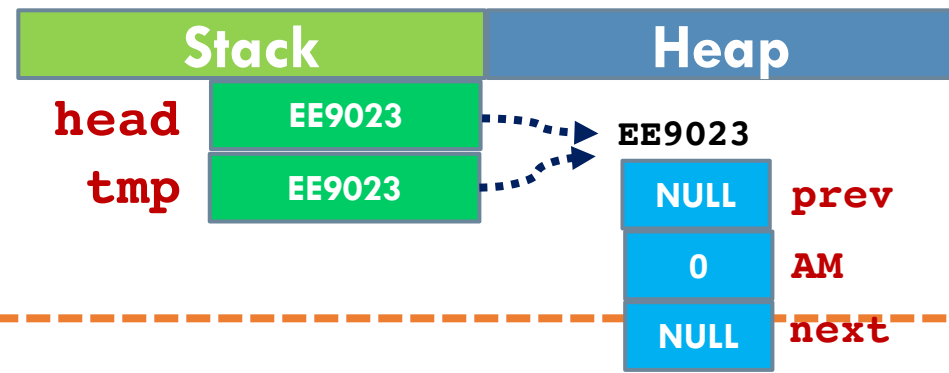 Stack Heap
head EE9023
EE9023
tmp EE9023
NULL prev
0 AM
NULL next